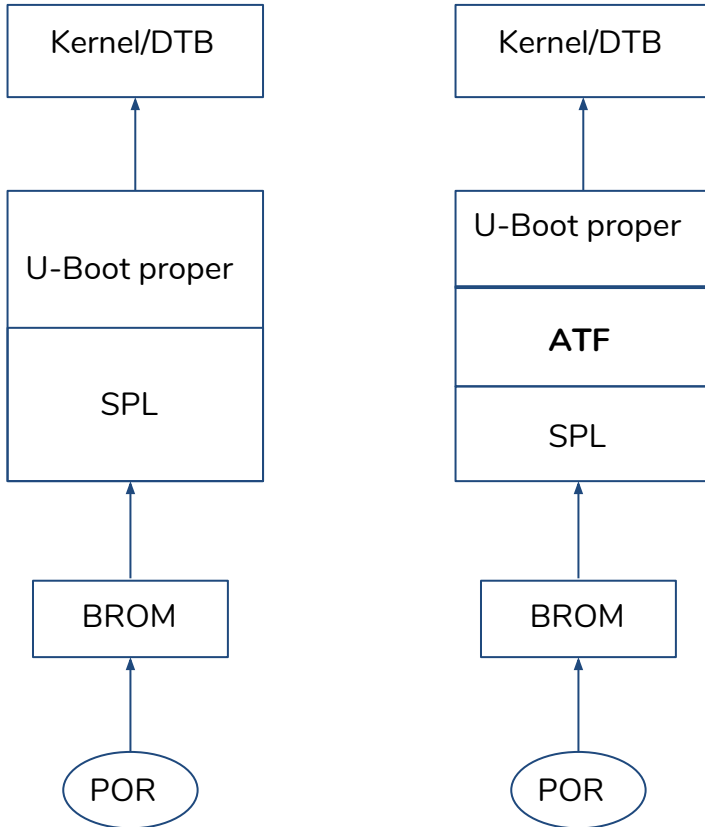 Kernel/DTB
U-Boot proper
SPL
BROM
POR
Kernel/DTB
U-Boot proper
ATF
SPL
BROM
POR